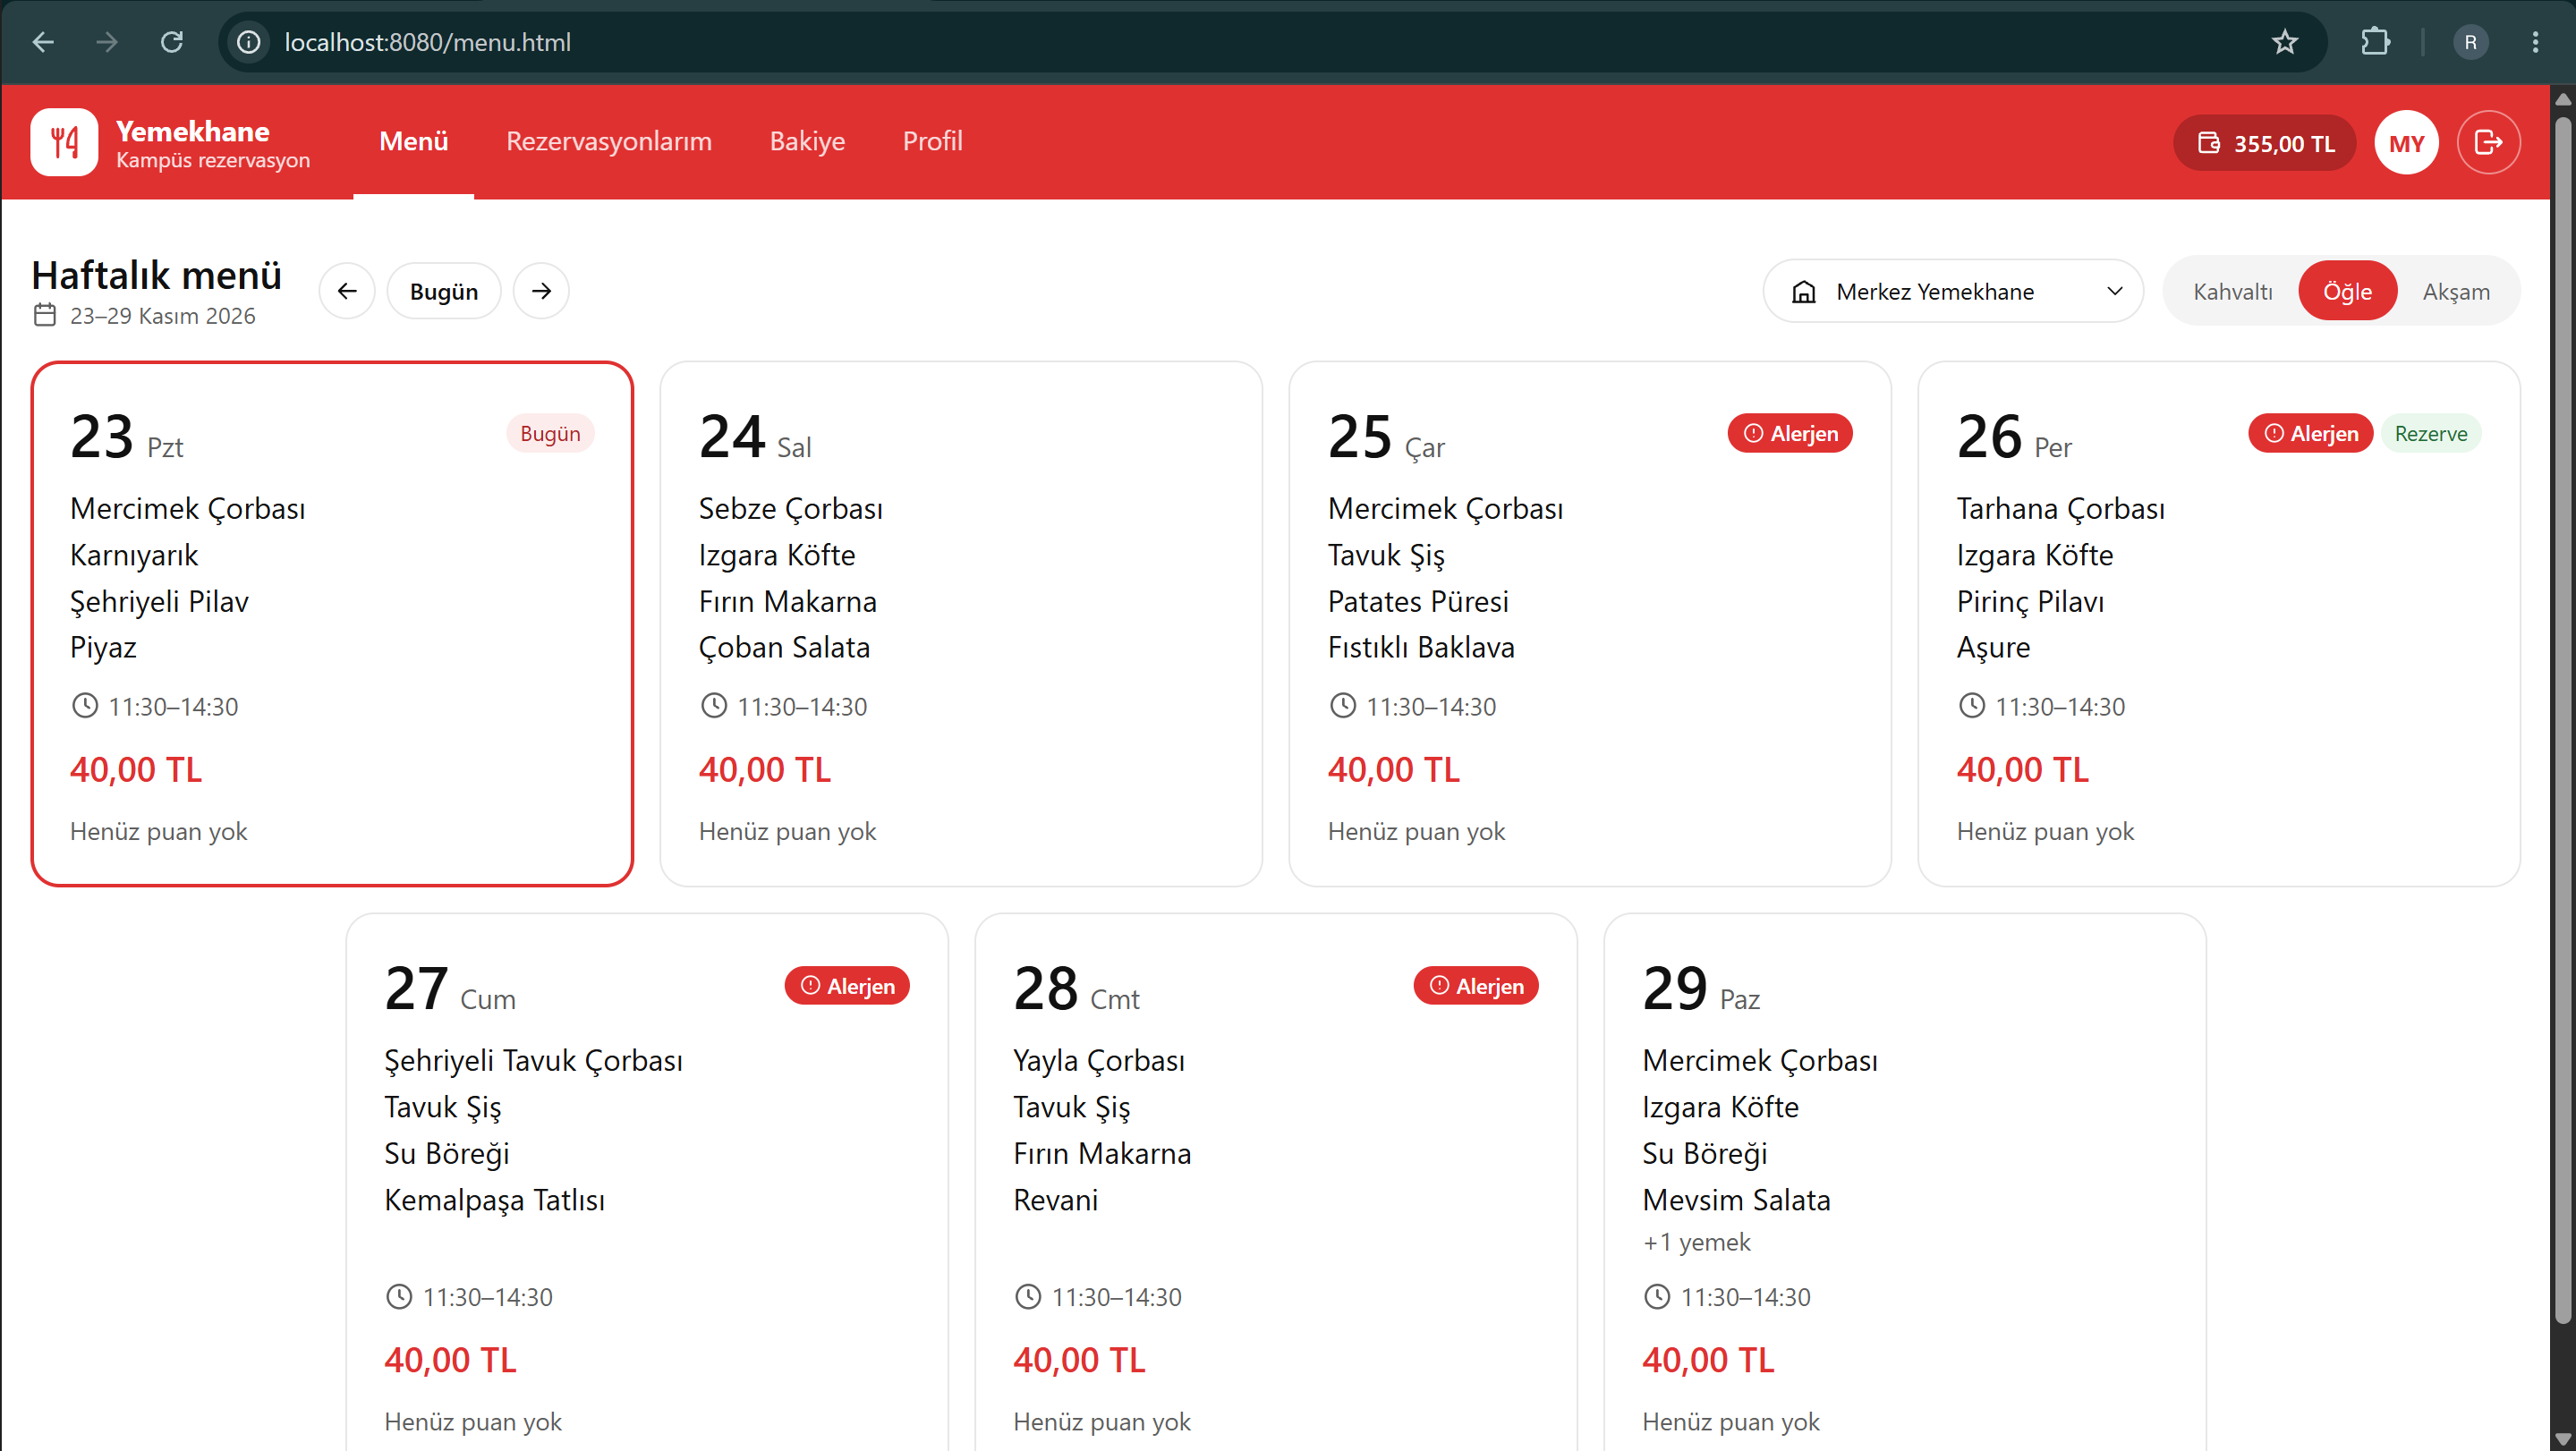 localhost:8080/menu.html
R
Yemekhane
Kampüs rezervasyon
Menü
Rezervasyonlarım
Bakiye
Profil
355,00 TL
MY
Haftalık menü
23–29 Kasım 2026
Bugün
Merkez Yemekhane
Kahvaltı
Öğle
Akşam
23 Pzt
Bugün
Mercimek Çorbası
Karnıyarık
Şehriyeli Pilav
Piyaz
11:30–14:30
40,00 TL
Henüz puan yok
24 Sal
Sebze Çorbası
Izgara Köfte
Fırın Makarna
Çoban Salata
11:30–14:30
40,00 TL
Henüz puan yok
25 Çar
Alerjen
Mercimek Çorbası
Tavuk Şiş
Patates Püresi
Fıstıklı Baklava
11:30–14:30
40,00 TL
Henüz puan yok
26 Per
Alerjen
Rezerve
Tarhana Çorbası
Izgara Köfte
Pirinç Pilavı
Aşure
11:30–14:30
40,00 TL
Henüz puan yok
27 Cum
Alerjen
Şehriyeli Tavuk Çorbası
Tavuk Şiş
Su Böreği
Kemalpaşa Tatlısı
11:30–14:30
40,00 TL
Henüz puan yok
28 Cmt
Alerjen
Yayla Çorbası
Tavuk Şiş
Fırın Makarna
Revani
11:30–14:30
40,00 TL
Henüz puan yok
29 Paz
Mercimek Çorbası
Izgara Köfte
Su Böreği
Mevsim Salata
+1 yemek
11:30–14:30
40,00 TL
Henüz puan yok